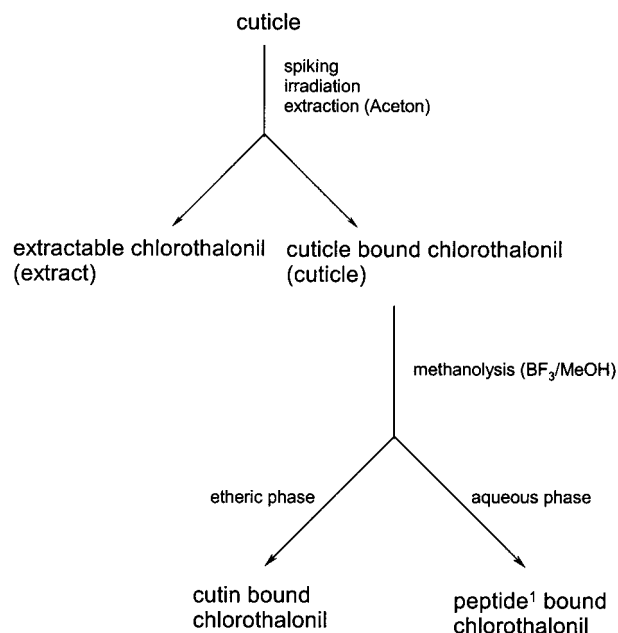 cuticle
spiking
irradiation
extraction (Aceton)
extractable chlorothalonil
(extract)
cuticle bound chlorothalonil
(cuticle)
methanolysis (BF₃/MeOH)
etheric phase
aqueous phase
cutin bound
chlorothalonil
peptide¹ bound
chlorothalonil